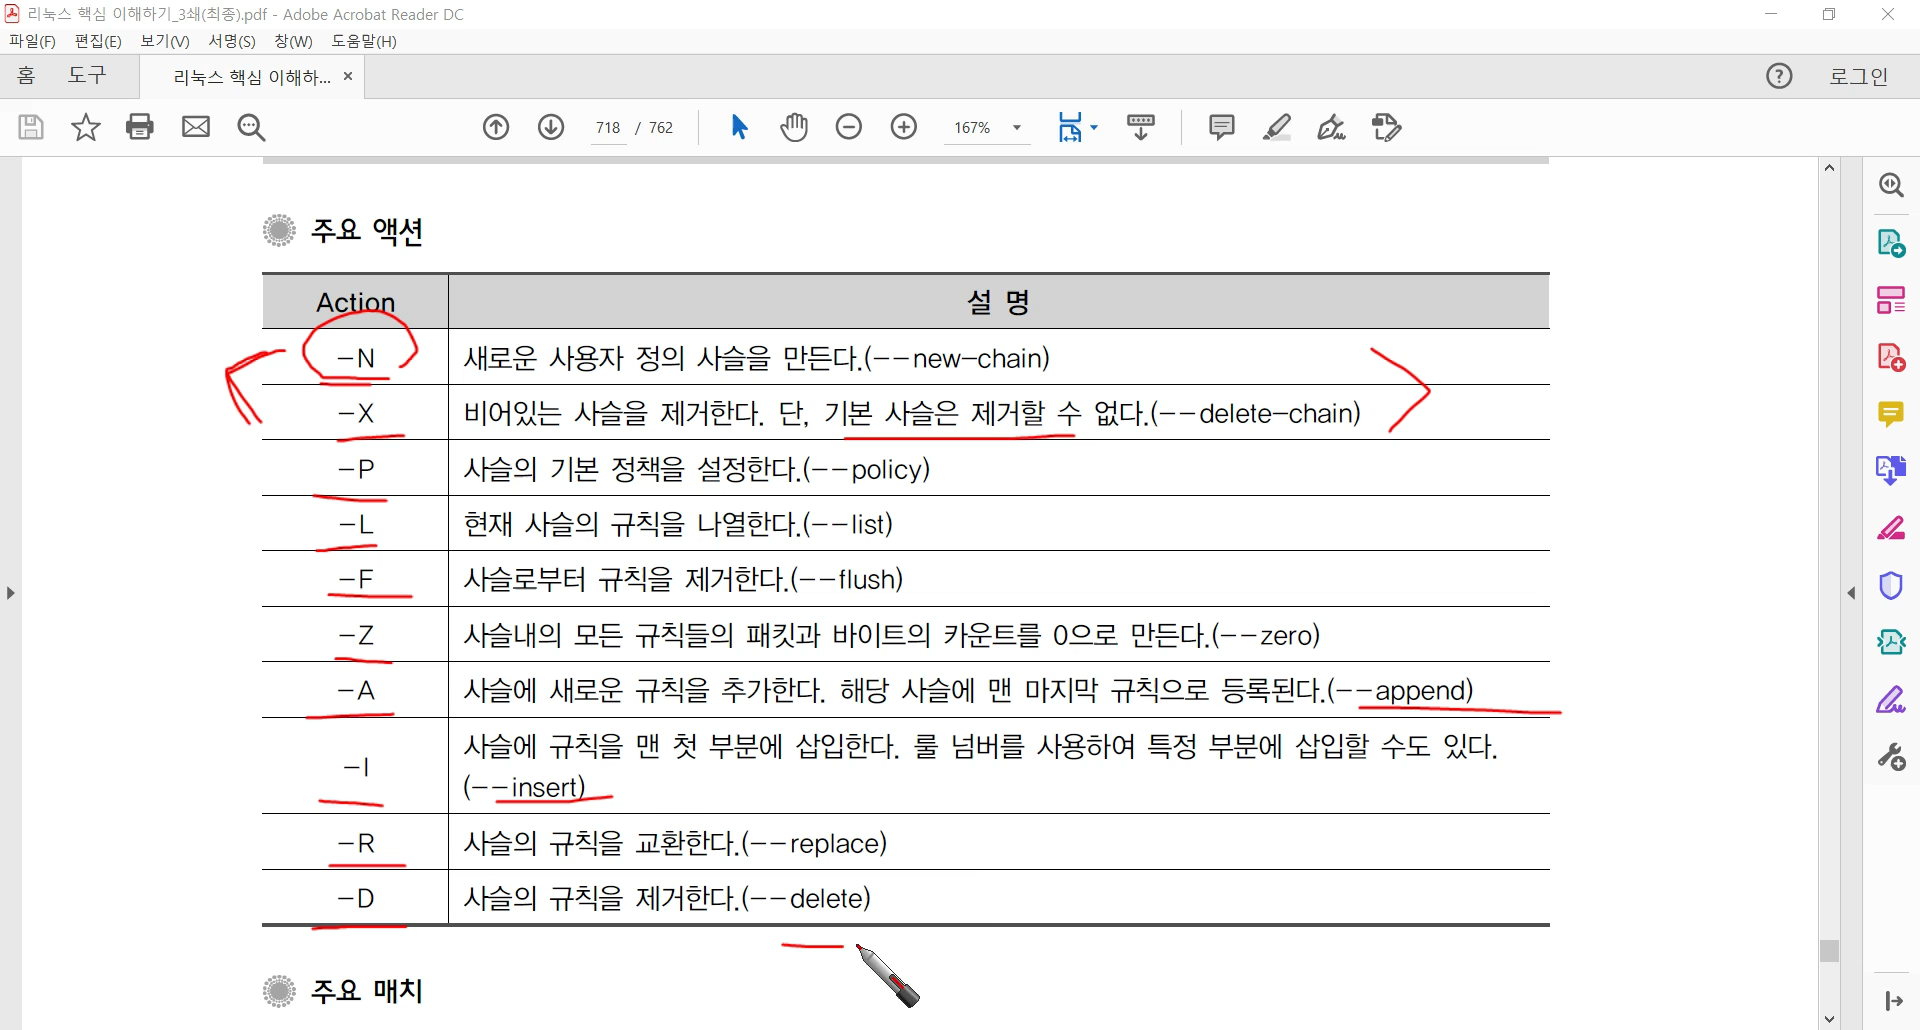 리눅스 핵심 이해하기_3쇄(최종).pdf - Adobe Acrobat Reader DC
파일(F) 편집(E) 보기(V) 서명(S) 창(W) 도움말(H)
홈 도구 리눅스 핵심 이해하... × ? 로그인
718 / 762 167%
주요 액션
Action 설 명
-N 새로운 사용자 정의 사슬을 만든다.(--new-chain)
-X 비어있는 사슬을 제거한다. 단, 기본 사슬은 제거할 수 없다.(--delete-chain)
-P 사슬의 기본 정책을 설정한다.(--policy)
-L 현재 사슬의 규칙을 나열한다.(--list)
-F 사슬로부터 규칙을 제거한다.(--flush)
-Z 사슬내의 모든 규칙들의 패킷과 바이트의 카운트를 0으로 만든다.(--zero)
-A 사슬에 새로운 규칙을 추가한다. 해당 사슬에 맨 마지막 규칙으로 등록된다.(--append)
-I 사슬에 규칙을 맨 첫 부분에 삽입한다. 룰 넘버를 사용하여 특정 부분에 삽입할 수도 있다.
(--insert)
-R 사슬의 규칙을 교환한다.(--replace)
-D 사슬의 규칙을 제거한다.(--delete)
주요 매치